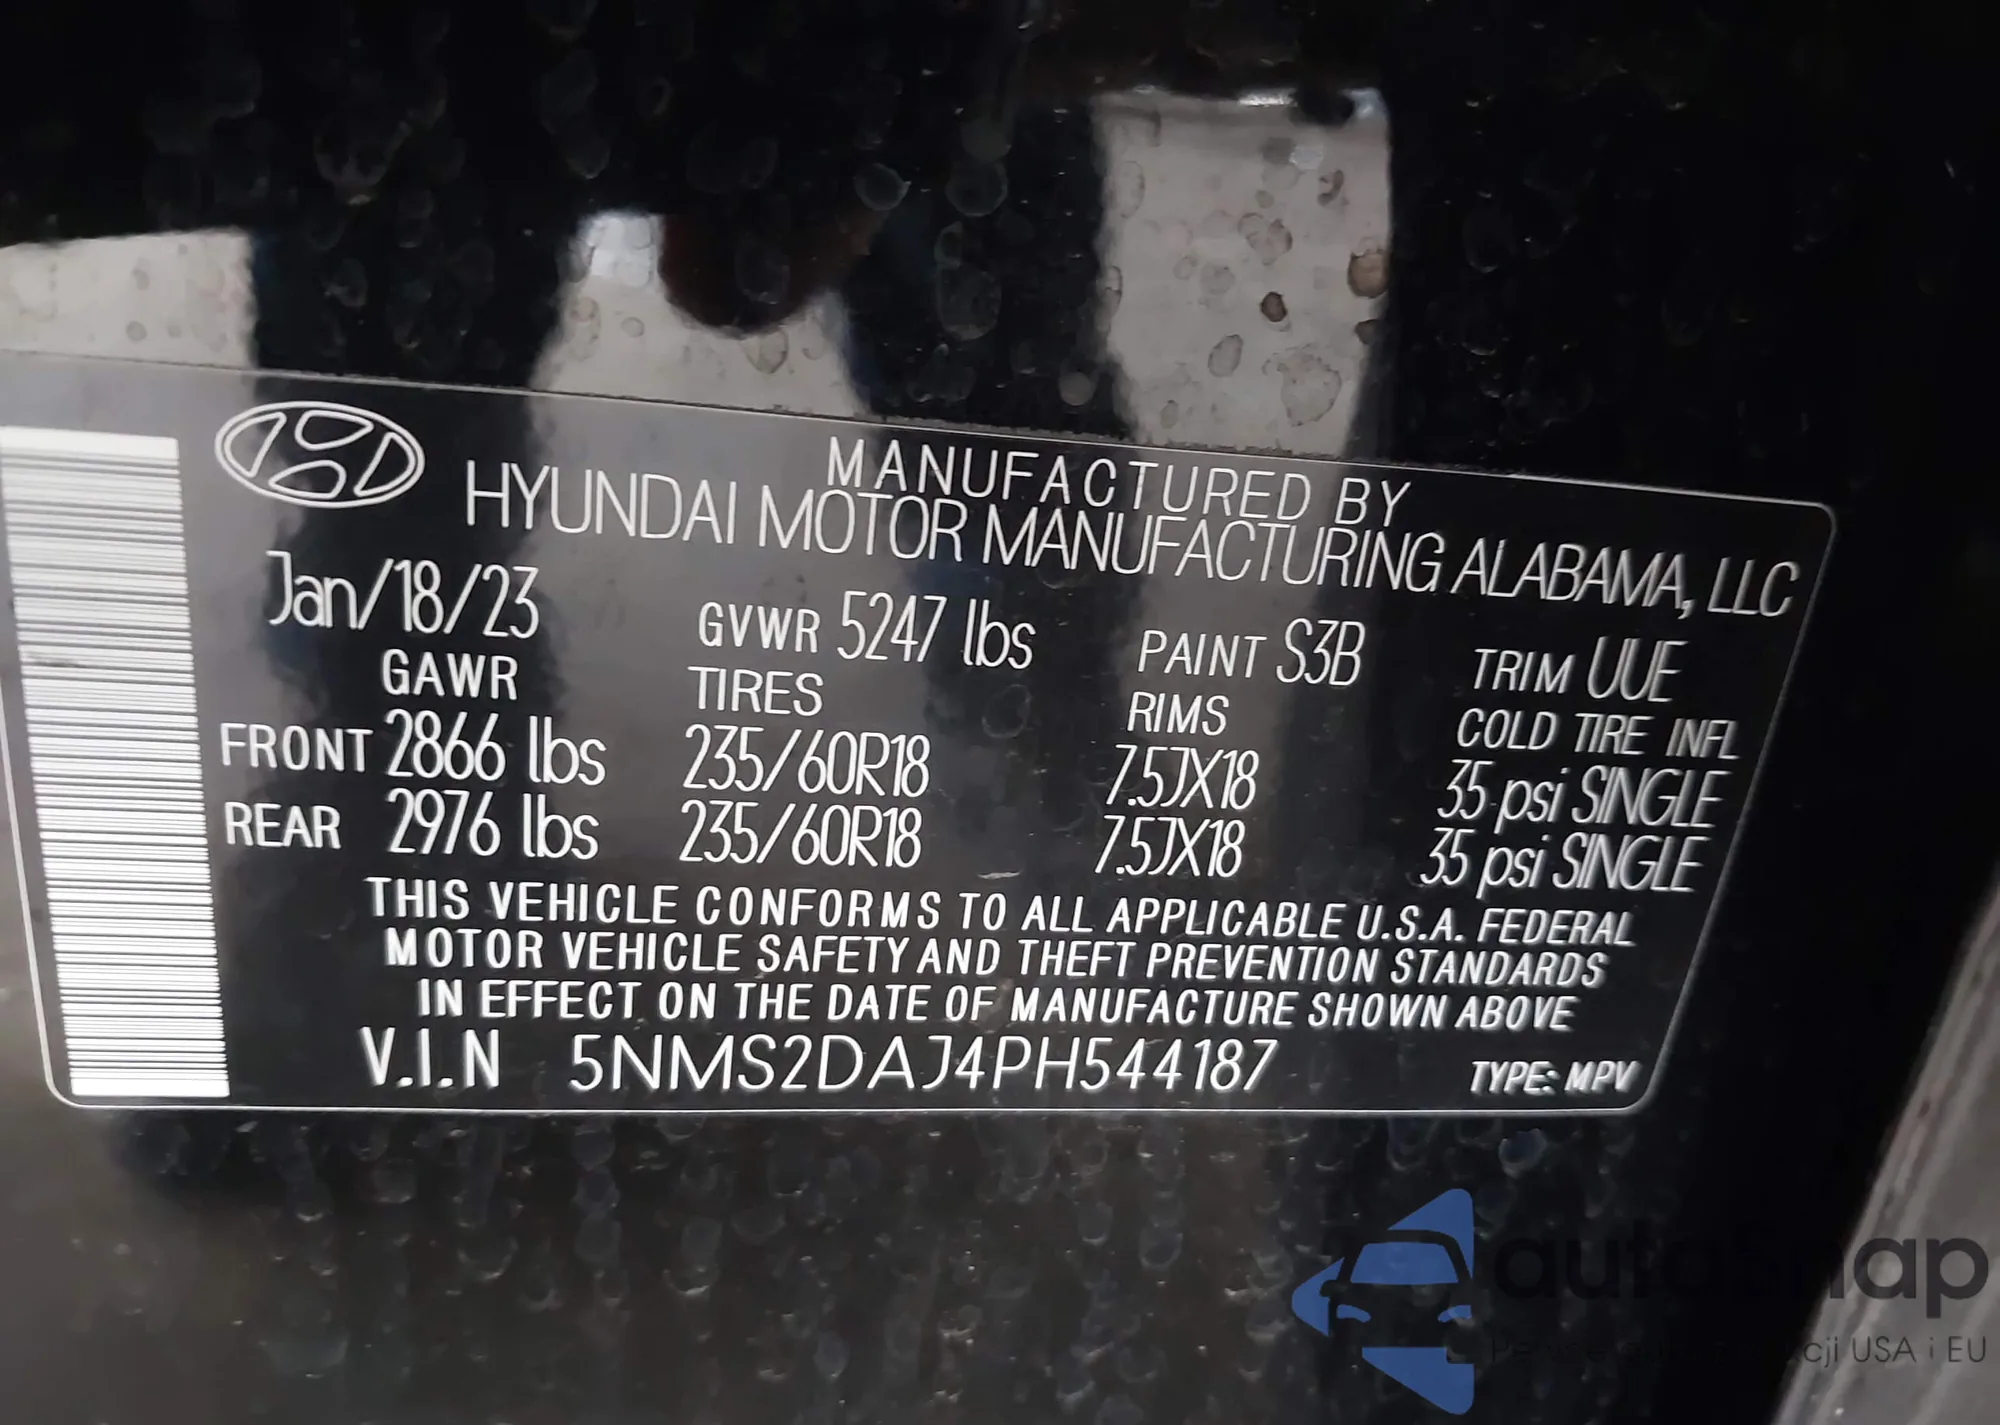 MANUFACTURED BY
HYUNDAI MOTOR MANUFACTURING ALABAMA, LLC
Jan/18/23 GVWR 5247 lbs PAINT S3B TRIM UUE
GAWR TIRES RIMS COLD TIRE INFL
FRONT 2866 lbs 235/60R18 7.5JX18 35 psi SINGLE
REAR 2976 lbs 235/60R18 7.5JX18 35 psi SINGLE
THIS VEHICLE CONFORMS TO ALL APPLICABLE U.S.A. FEDERAL
MOTOR VEHICLE SAFETY AND THEFT PREVENTION STANDARDS
IN EFFECT ON THE DATE OF MANUFACTURE SHOWN ABOVE
V.I.N 5NMS2DAJ4PH544187 TYPE: MPV
USA i EU